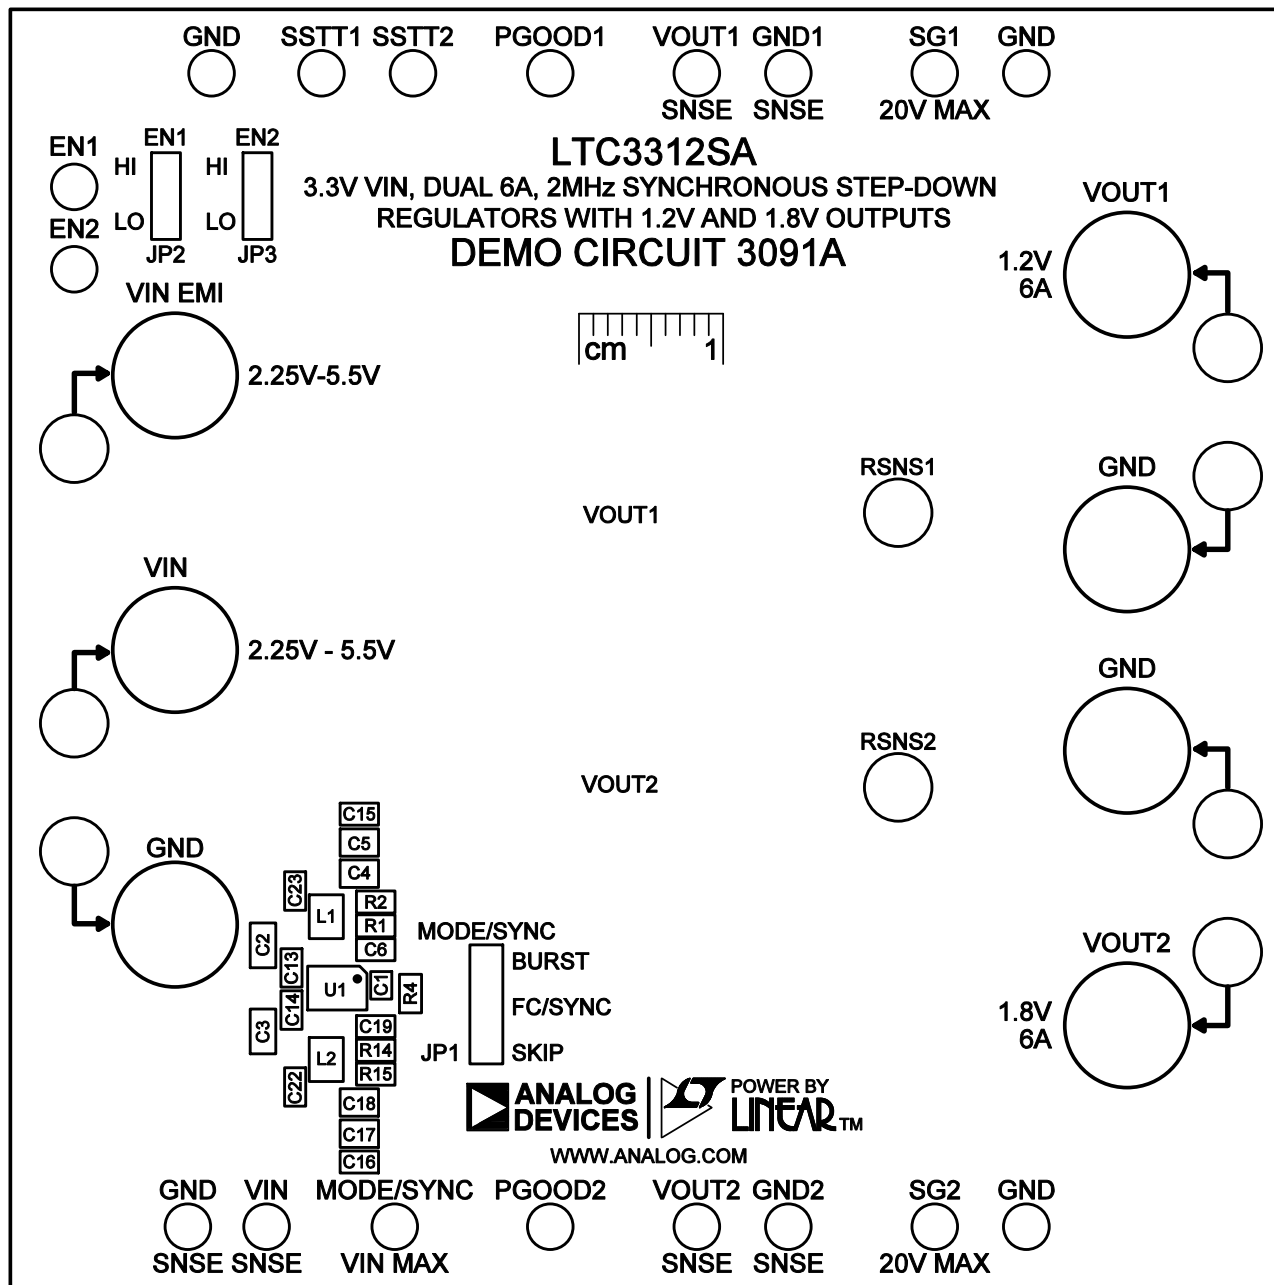 GND SSTT1 SSTT2 PGOOD1 VOUT1 GND1 SG1 GND
SNSE SNSE 20V MAX
EN1 EN2
EN1
HI HI
LO LO
EN2
JP2 JP3
LTC3312SA
3.3V VIN, DUAL 6A, 2MHz SYNCHRONOUS STEP-DOWN
REGULATORS WITH 1.2V AND 1.8V OUTPUTS
DEMO CIRCUIT 3091A
VOUT1
1.2V
6A
VIN EMI
2.25V-5.5V
cm 1
RSNS1
GND
VOUT1
VIN
2.25V - 5.5V
GND
RSNS2
VOUT2
GND
C15
C5
C4
C23
L1
R2
R1
C6
C2
C13
U1
C1
R4
C14
C3
C19
L2
R14
R15
C22
C18
C17
C16
MODE/SYNC
BURST
FC/SYNC
JP1 SKIP
VOUT2
1.8V
6A
ANALOG
DEVICES
POWER BY
LINEAR™
WWW.ANALOG.COM
GND VIN MODE/SYNC PGOOD2 VOUT2 GND2 SG2 GND
SNSE SNSE VIN MAX SNSE SNSE 20V MAX